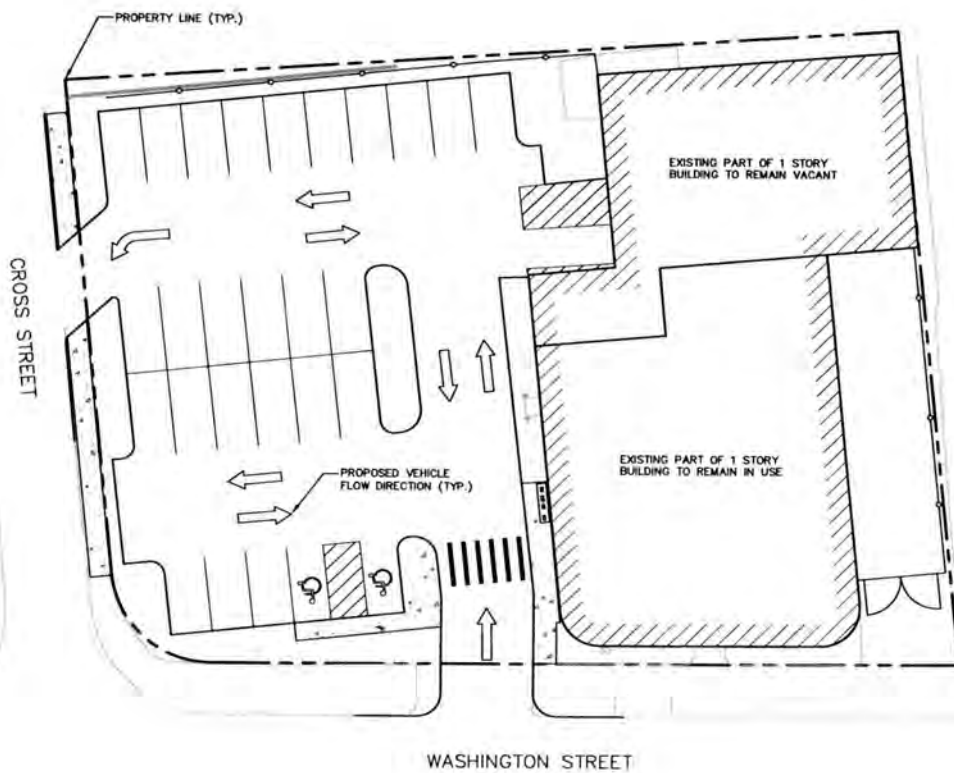 PROPERTY LINE (TYP.)
EXISTING PART OF 1 STORY
BUILDING TO REMAIN VACANT
CROSS STREET
PROPOSED VEHICLE
FLOW DIRECTION (TYP.)
EXISTING PART OF 1 STORY
BUILDING TO REMAIN IN USE
WASHINGTON STREET